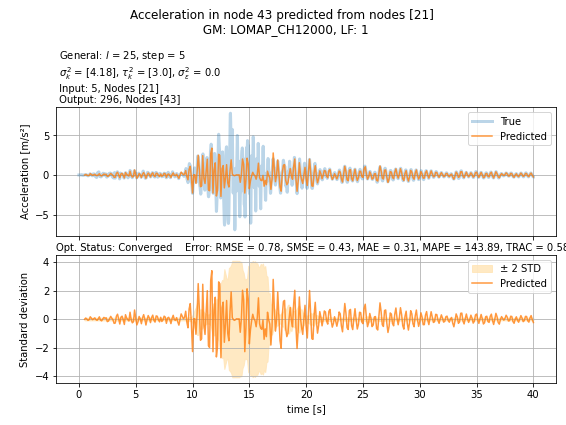 Acceleration in node 43 predicted from nodes [21]
GM: LOMAP_CH12000, LF: 1
General: l = 25, step = 5
σ²ₖ = [4.18], τ²ₖ = [3.0], σ²ε = 0.0
Input: 5, Nodes [21]
Output: 296, Nodes [43]
Acceleration [m/s²]
5
0
−5
True
Predicted
Opt. Status: Converged Error: RMSE = 0.78, SMSE = 0.43, MAE = 0.31, MAPE = 143.89, TRAC = 0.58
Standard deviation
4
2
0
−2
−4
± 2 STD
Predicted
0 5 10 15 20 25 30 35 40
time [s]